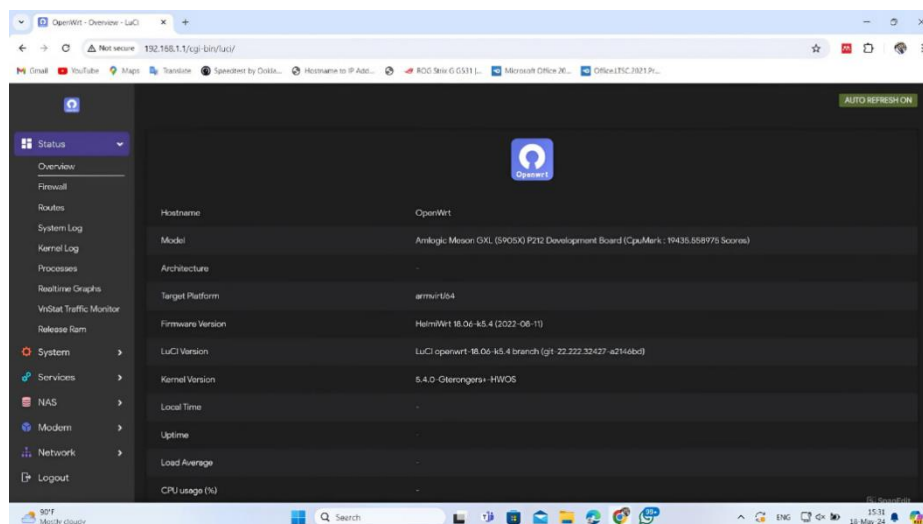 OpenWrt - Overview - LuCI
Not secure 192.168.1.1/cgi-bin/luci/
Gmail YouTube Maps Translate Speedtest by Ookla... Hostname to IP Add... ROG Strix G G531 |... Microsoft Office 20... Office LTSC 2021 Pr...
AUTO REFRESH ON
Status
Overview
Firewall
Routes
System Log
Kernel Log
Processes
Realtime Graphs
VnStat Traffic Monitor
Release Ram
System
Services
NAS
Modem
Network
Logout
Openwrt
Hostname OpenWrt
Model Amlogic Meson GXL (S905X) P212 Development Board (CpuMark : 19435.558975 Scores)
Architecture -
Target Platform armvirt/64
Firmware Version HelmiWrt 18.06-k5.4 (2022-08-11)
LuCI Version LuCI openwrt-18.06-k5.4 branch (git-22.222.32427-a2146bd)
Kernel Version 5.4.0-Gterongers+-HWOS
Local Time -
Uptime -
Load Average -
CPU usage (%) -
SnapEdit
90°F
Mostly cloudy
Search
99+
ENG
15:31
16-May-24